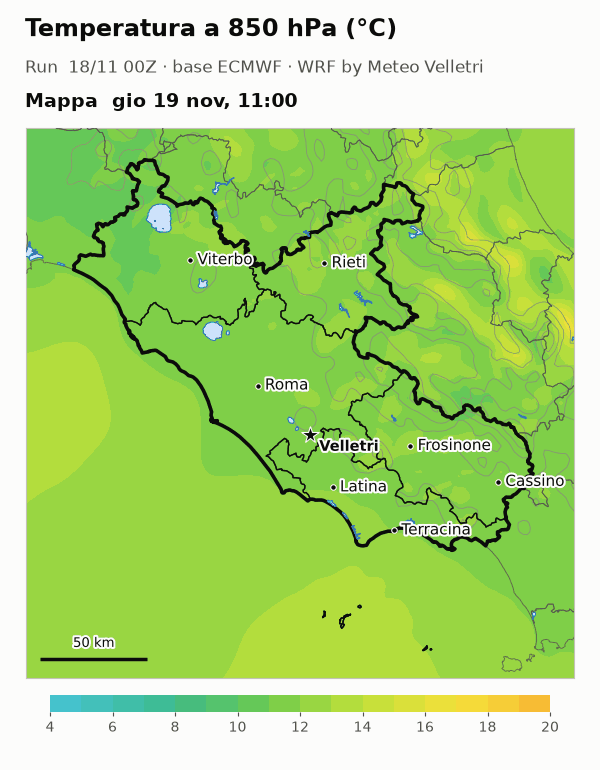 Temperatura a 850 hPa (°C)
Run  18/11 00Z · base ECMWF · WRF by Meteo Velletri
Mappa  gio 19 nov, 11:00
Viterbo
Rieti
Roma
Velletri
Frosinone
Latina
Cassino
Terracina
50 km
4 6 8 10 12 14 16 18 20